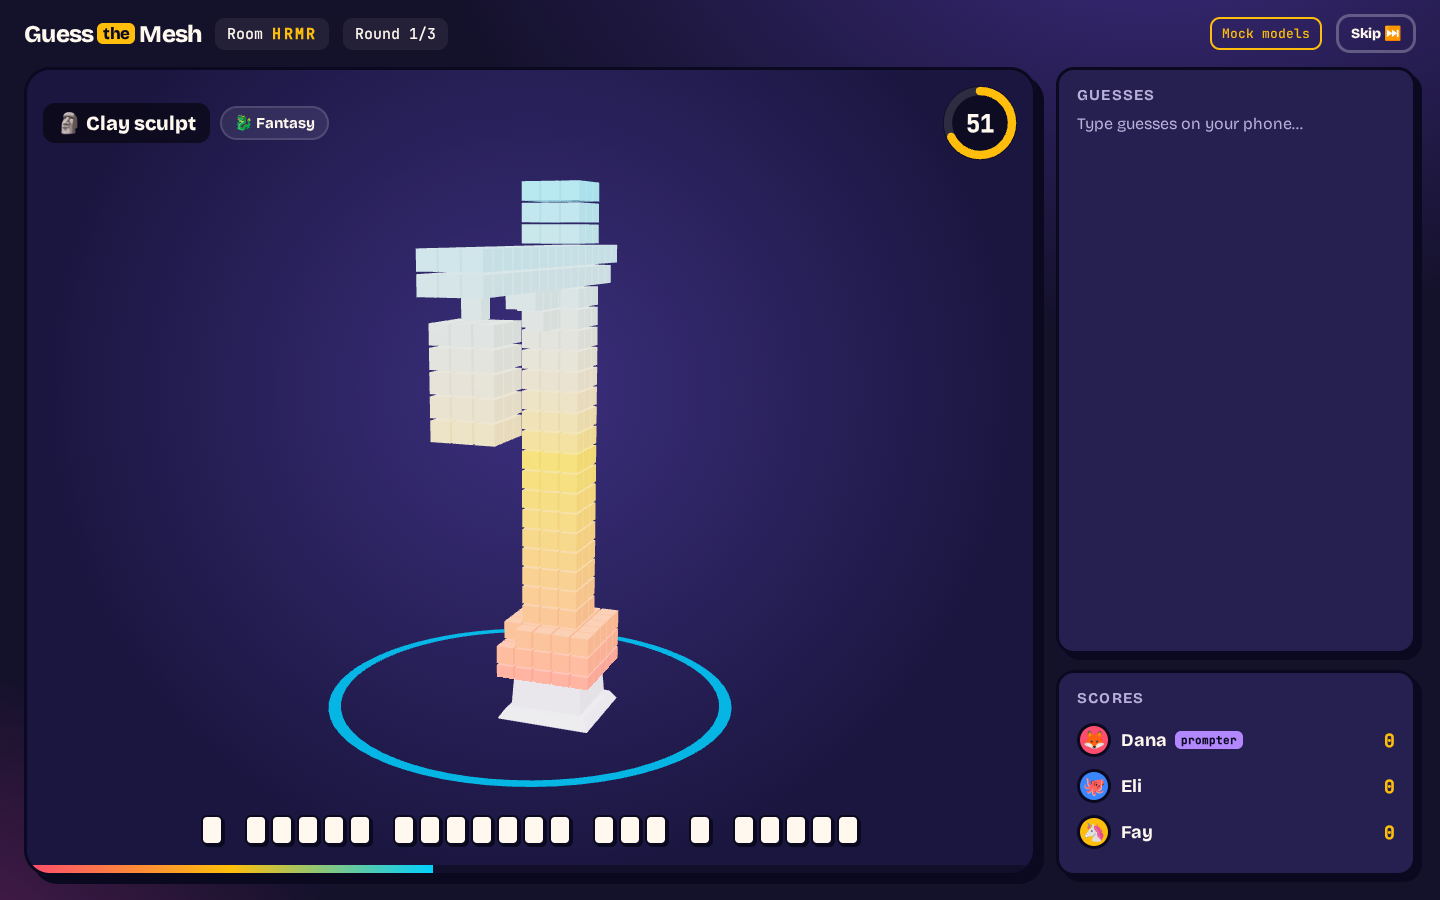 Guess the Mesh
Room HRMR
Round 1/3
Mock models
Skip
Clay sculpt
Fantasy
51
GUESSES
Type guesses on your phone...
SCORES
Dana prompter 0
Eli 0
Fay 0